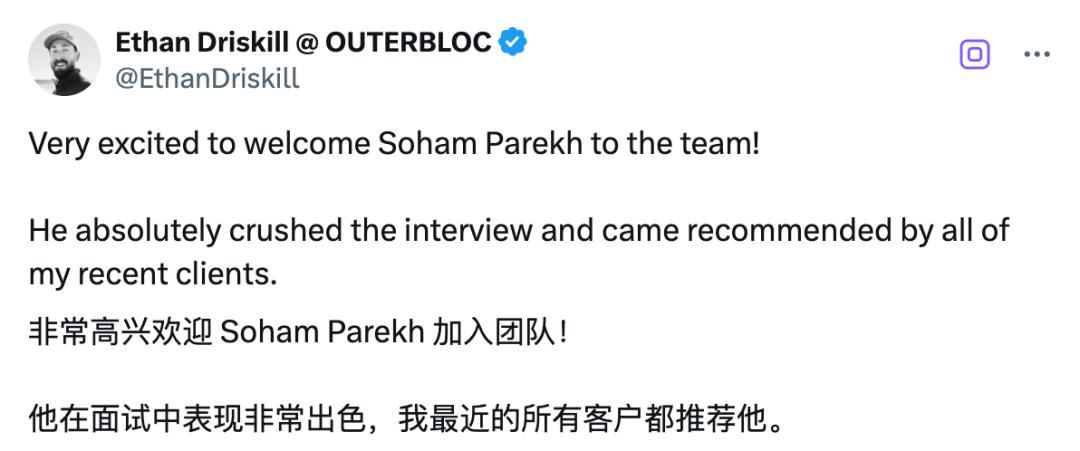 Ethan Driskill @ OUTERBLOC
@EthanDriskill
Very excited to welcome Soham Parekh to the team!
He absolutely crushed the interview and came recommended by all of
my recent clients.
非常高兴欢迎 Soham Parekh 加入团队！
他在面试中表现非常出色，我最近的所有客户都推荐他。